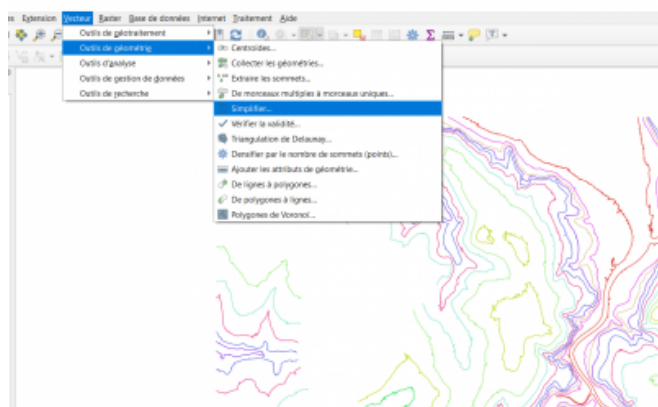 Extension Vecteur Raster Base de données Internet Traitement Aide
Outils de géotraitement
Outils de géométrie
Outils d'analyse
Outils de gestion de données
Outils de recherche
Centroïdes...
Collecter les géométries...
Extraire les sommets...
De morceaux multiples à morceaux uniques...
Simplifier...
Vérifier la validité...
Triangulation de Delaunay...
Densifier par le nombre de sommets (points)...
Ajouter les attributs de géométrie...
De lignes à polygones...
De polygones à lignes...
Polygones de Voronoï...